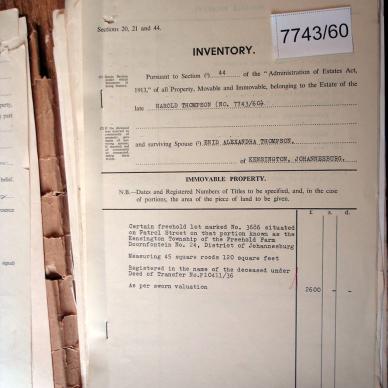 Sections 20, 21 and 44.
7743/60
INVENTORY.
Pursuant to Section (¹) 44 of the "Administration of Estates Act,
1913," of all Property, Movable and Immovable, belonging to the Estate of the
late HAROLD THOMPSON (NO. 7743/60).
and surviving Spouse (²) ENID ALEXANDRA THOMPSON,
of KENSINGTON, JOHANNESBURG.
IMMOVABLE PROPERTY.
N.B.—Dates and Registered Numbers of Titles to be specified, and, in the case
of portions, the area of the piece of land to be given.
£ s. d.
Certain freehold lot marked No. 3686 situated
on Patrol Street on that portion known as the
Kensington Township of the Freehold Farm
Doornfontein No. 24, District of Johannesburg
Measuring 45 square roods 120 square feet
Registered in the name of the deceased under
Deed of Transfer No.F10411/36
As per sworn valuation 2600 - -